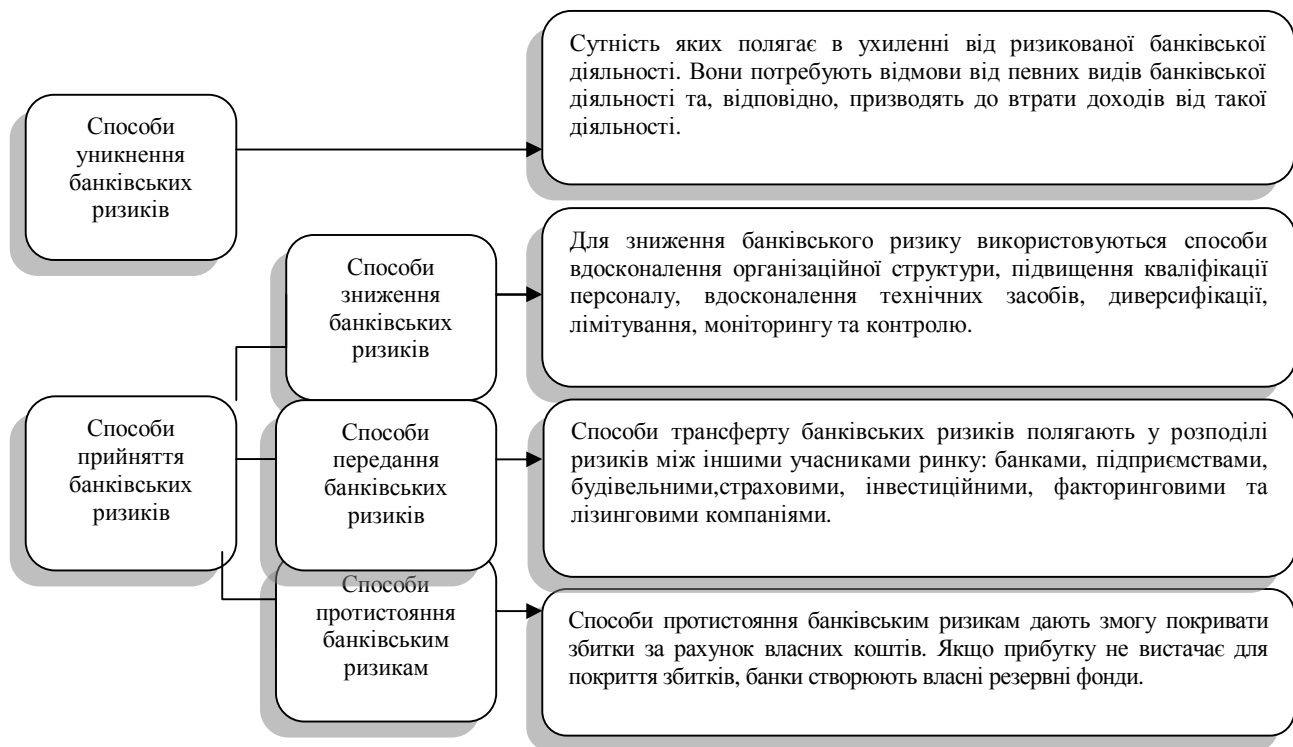 Способи
уникнення
банківських
ризиків
Сутність яких полягає в ухиленні від ризикованої банківської
діяльності. Вони потребують відмови від певних видів банківської
діяльності та, відповідно, призводять до втрати доходів від такої
діяльності.
Способи
прийняття
банківських
ризиків
Способи
зниження
банківських
ризиків
Для зниження банківського ризику використовуються способи
вдосконалення організаційної структури, підвищення кваліфікації
персоналу, вдосконалення технічних засобів, диверсифікації,
лімітування, моніторингу та контролю.
Способи
передання
банківських
ризиків
Способи трансферту банківських ризиків полягають у розподілі
ризиків між іншими учасниками ринку: банками, підприємствами,
будівельними,страховими, інвестиційними, факторинговими та
лізинговими компаніями.
Способи
протистояння
банківським
ризикам
Способи протистояння банківським ризикам дають змогу покривати
збитки за рахунок власних коштів. Якщо прибутку не вистачає для
покриття збитків, банки створюють власні резервні фонди.